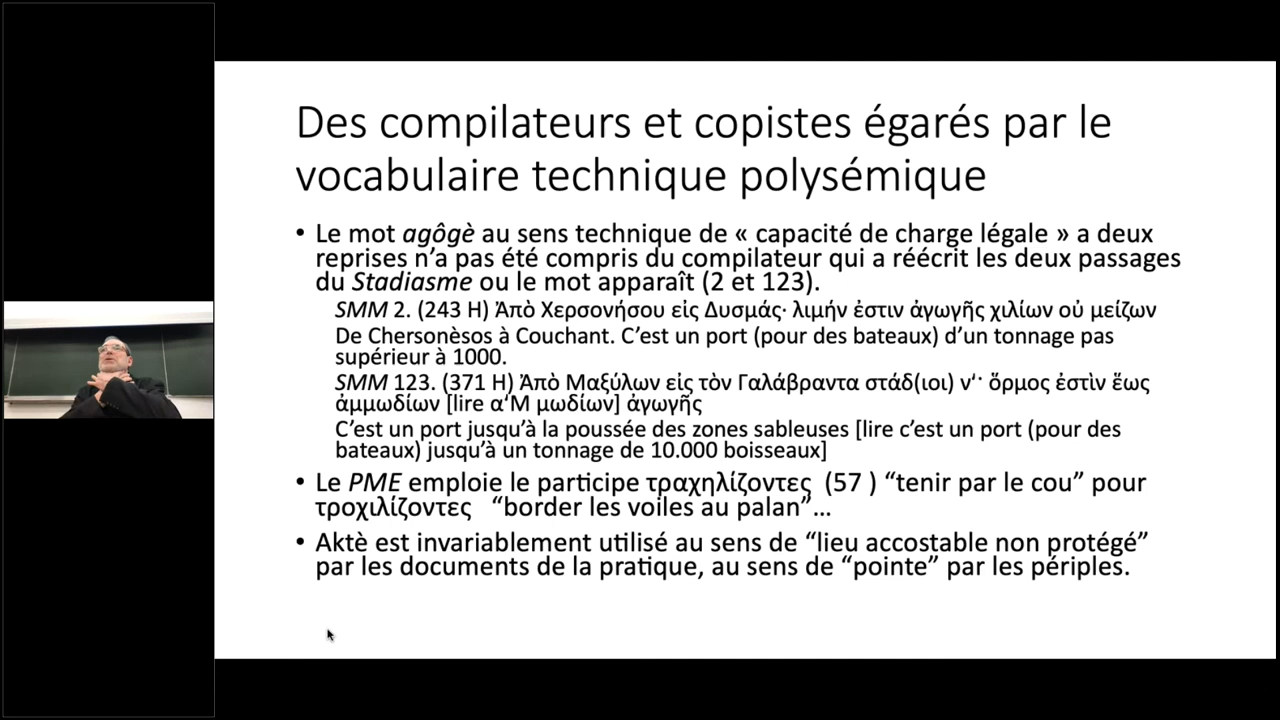 Des compilateurs et copistes égarés par le
vocabulaire technique polysémique
• Le mot agôgè au sens technique de « capacité de charge légale » a deux
reprises n'a pas été compris du compilateur qui a réécrit les deux passages
du Stadiasme ou le mot apparaît (2 et 123).
SMM 2. (243 H) Ἀπὸ Χερσονήσου εἰς Δυσμάς· λιμήν ἐστιν ἀγωγῆς χιλίων οὐ μείζων
De Chersonèsos à Couchant. C'est un port (pour des bateaux) d'un tonnage pas
supérieur à 1000.
SMM 123. (371 H) Ἀπὸ Μαξύλων εἰς τὸν Γαλάβραντα στάδ(ιοι) ν'· ὅρμος ἐστὶν ἕως
ἀμμωδίων [lire α'Μ μωδίων] ἀγωγῆς
C'est un port jusqu'à la poussée des zones sableuses [lire c'est un port (pour des
bateaux) jusqu'à un tonnage de 10.000 boisseaux]
• Le PME emploie le participe τραχηλίζοντες (57 ) “tenir par le cou” pour
τροχιλίζοντες “border les voiles au palan”…
• Aktè est invariablement utilisé au sens de “lieu accostable non protégé”
par les documents de la pratique, au sens de “pointe” par les périples.